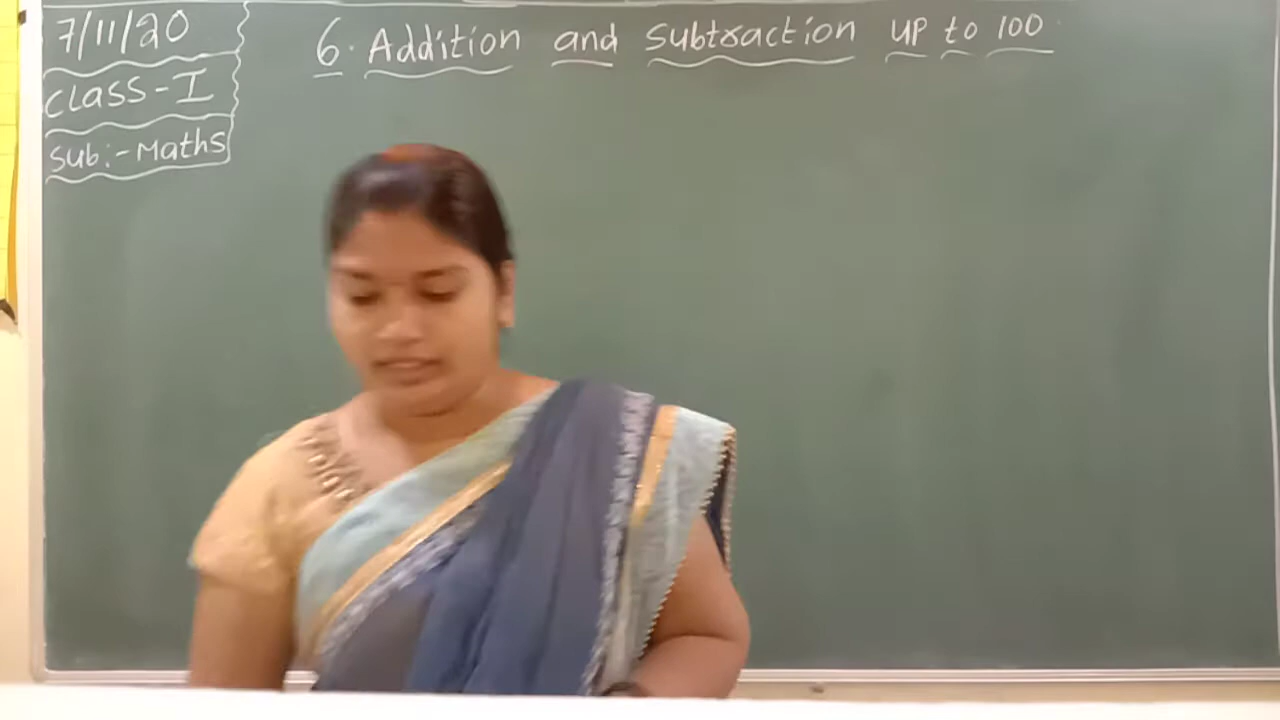 7/11/20
class-I
Sub:-Maths
6. Addition and Subtraction up to 100